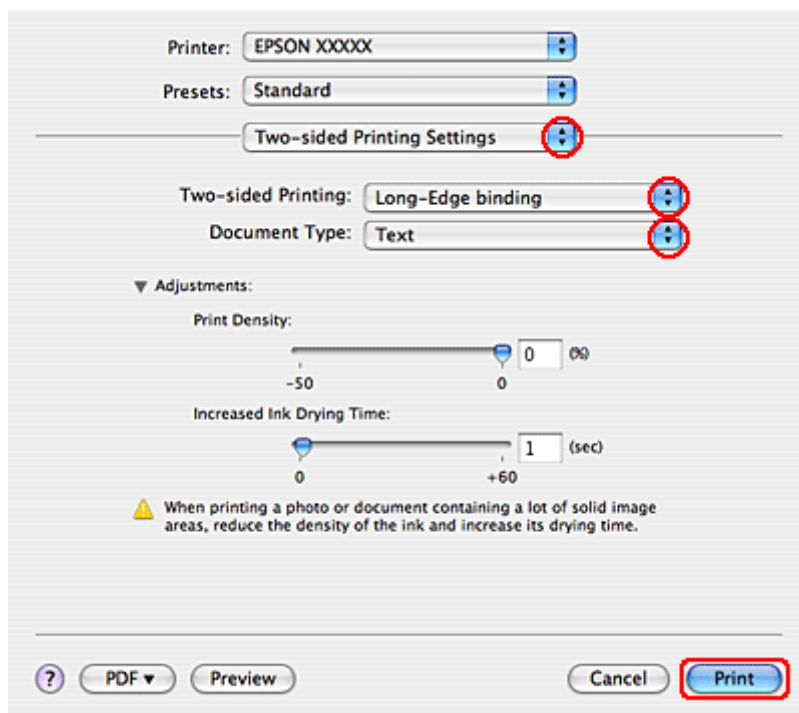 Printer: EPSON XXXXX
Presets: Standard
Two-sided Printing Settings
Two-sided Printing: Long-Edge binding
Document Type: Text
▼ Adjustments:
Print Density:
0 (%)
-50 0
Increased Ink Drying Time:
1 (sec)
0 +60
When printing a photo or document containing a lot of solid image
areas, reduce the density of the ink and increase its drying time.
? PDF ▼ Preview Cancel Print